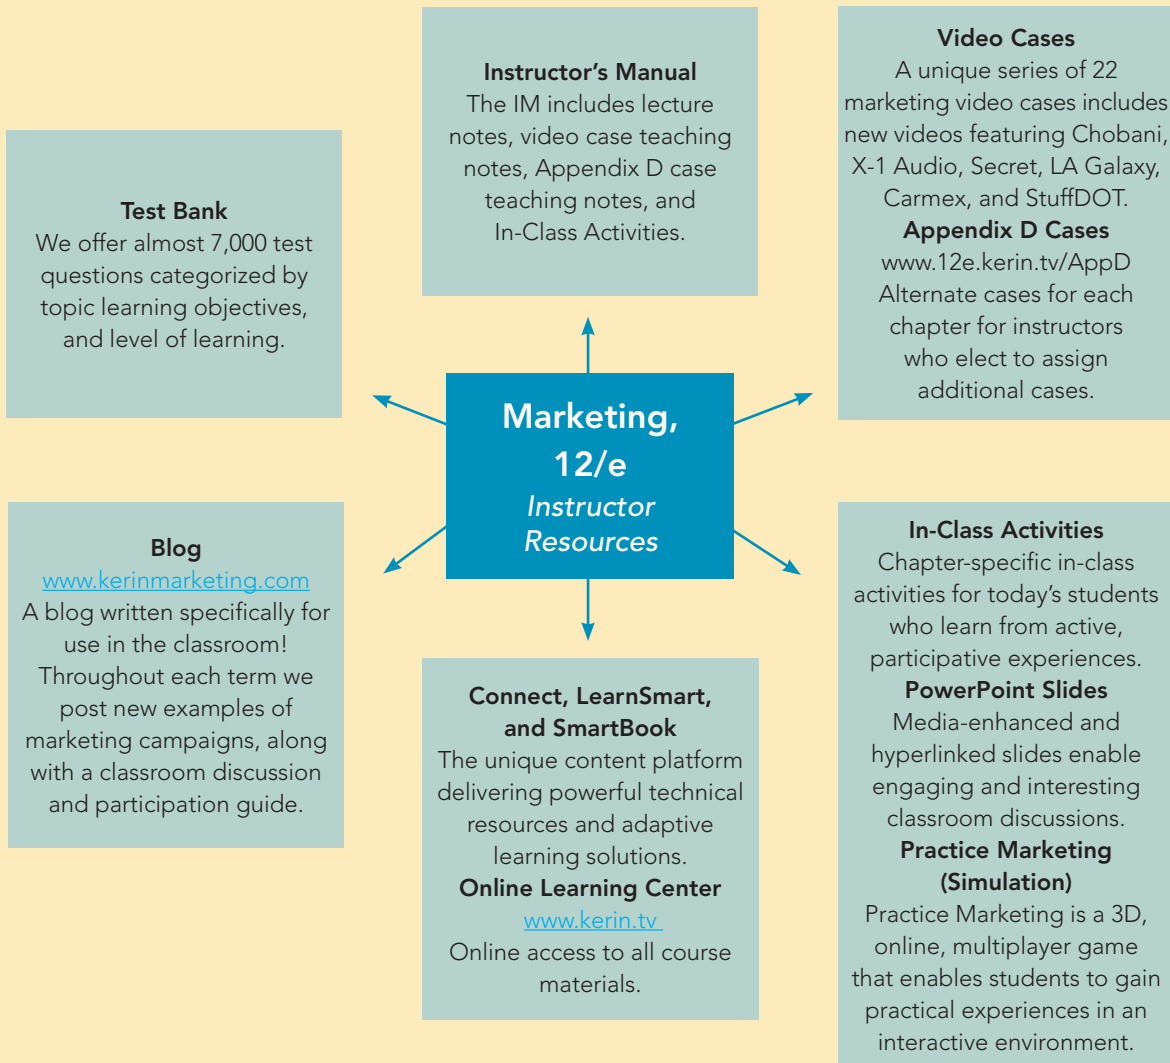 Instructor's Manual
The IM includes lecture
notes, video case teaching
notes, Appendix D case
teaching notes, and
In-Class Activities.
Video Cases
A unique series of 22
marketing video cases includes
new videos featuring Chobani,
X-1 Audio, Secret, LA Galaxy,
Carmex, and StuffDOT.
Appendix D Cases
www.12e.kerin.tv/AppD
Alternate cases for each
chapter for instructors
who elect to assign
additional cases.
Test Bank
We offer almost 7,000 test
questions categorized by
topic learning objectives,
and level of learning.
Marketing,
12/e
Instructor
Resources
Blog
www.kerinmarketing.com
A blog written specifically for
use in the classroom!
Throughout each term we
post new examples of
marketing campaigns, along
with a classroom discussion
and participation guide.
Connect, LearnSmart,
and SmartBook
The unique content platform
delivering powerful technical
resources and adaptive
learning solutions.
Online Learning Center
www.kerin.tv
Online access to all course
materials.
In-Class Activities
Chapter-specific in-class
activities for today's students
who learn from active,
participative experiences.
PowerPoint Slides
Media-enhanced and
hyperlinked slides enable
engaging and interesting
classroom discussions.
Practice Marketing
(Simulation)
Practice Marketing is a 3D,
online, multiplayer game
that enables students to gain
practical experiences in an
interactive environment.